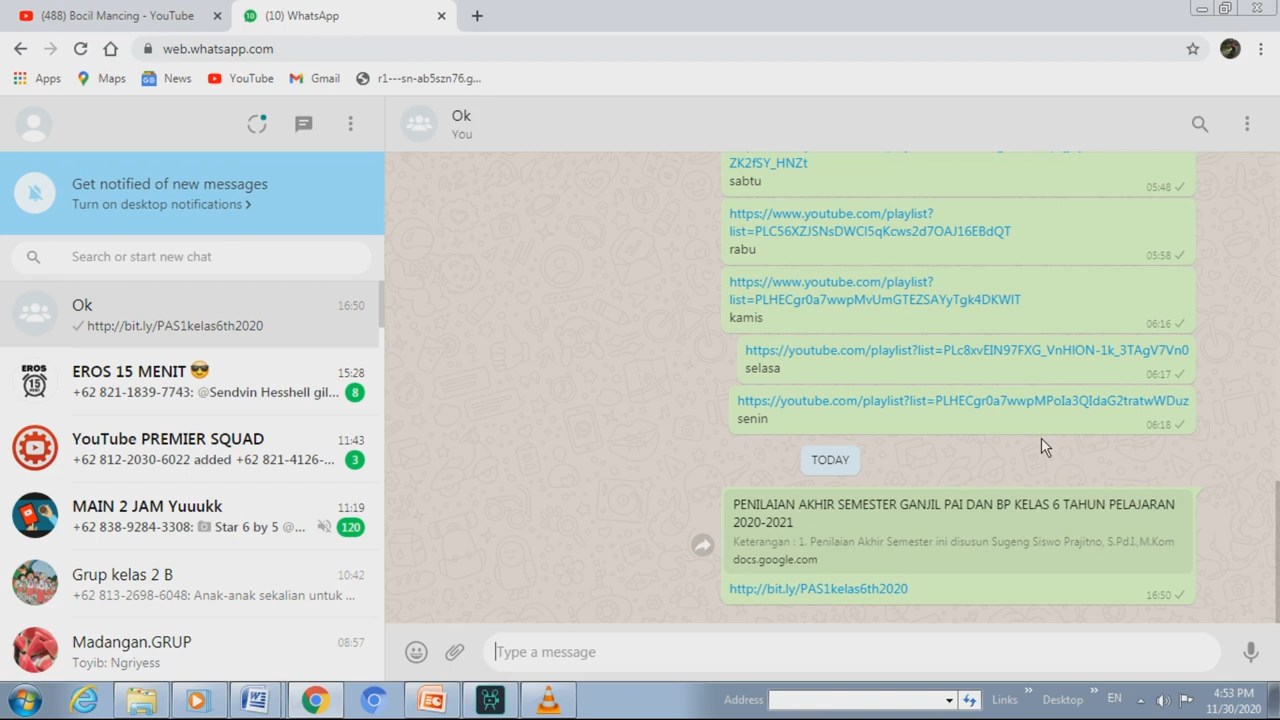 (488) Bocil Mancing - YouTube
(10) WhatsApp
web.whatsapp.com
Apps
Maps
News
YouTube
Gmail
r1---sn-ab5szn76.g...
Ok
You
Get notified of new messages
Turn on desktop notifications >
Search or start new chat
Ok
16:50
http://bit.ly/PAS1kelas6th2020
EROS 15 MENIT
15:28
+62 821-1839-7743: @Sendvin Hesshell gil...
8
EROS
15
YouTube PREMIER SQUAD
11:43
+62 812-2030-6022 added +62 821-4126-...
3
MAIN 2 JAM Yuuukk
11:19
+62 838-9284-3308: Star 6 by 5 @...
120
Grup kelas 2 B
10:42
+62 813-2698-6048: Anak-anak sekalian untuk ...
Madangan.GRUP
08:57
Toyib: Ngriyess
ZK2fSY_HNZt
sabtu
05:48
https://www.youtube.com/playlist?
list=PLC56XZJSNsDWCl5qKcws2d7OAJ16EBdQT
rabu
05:58
https://www.youtube.com/playlist?
list=PLHECgr0a7wwpMvUmGTEZSAYyTgk4DKWlT
kamis
06:16
https://youtube.com/playlist?list=PLc8xvEIN97FXG_VnHION-1k_3TAgV7Vn0
selasa
06:17
https://youtube.com/playlist?list=PLHECgr0a7wwpMPoIa3QIdaG2tratwWDuz
senin
06:18
TODAY
PENILAIAN AKHIR SEMESTER GANJIL PAI DAN BP KELAS 6 TAHUN PELAJARAN
2020-2021
Keterangan : 1. Penilaian Akhir Semester ini disusun Sugeng Siswo Prajitno, S.Pd.I.,M.Kom
docs.google.com
http://bit.ly/PAS1kelas6th2020
16:50
Type a message
Address
Links
Desktop
EN
4:53 PM
11/30/2020